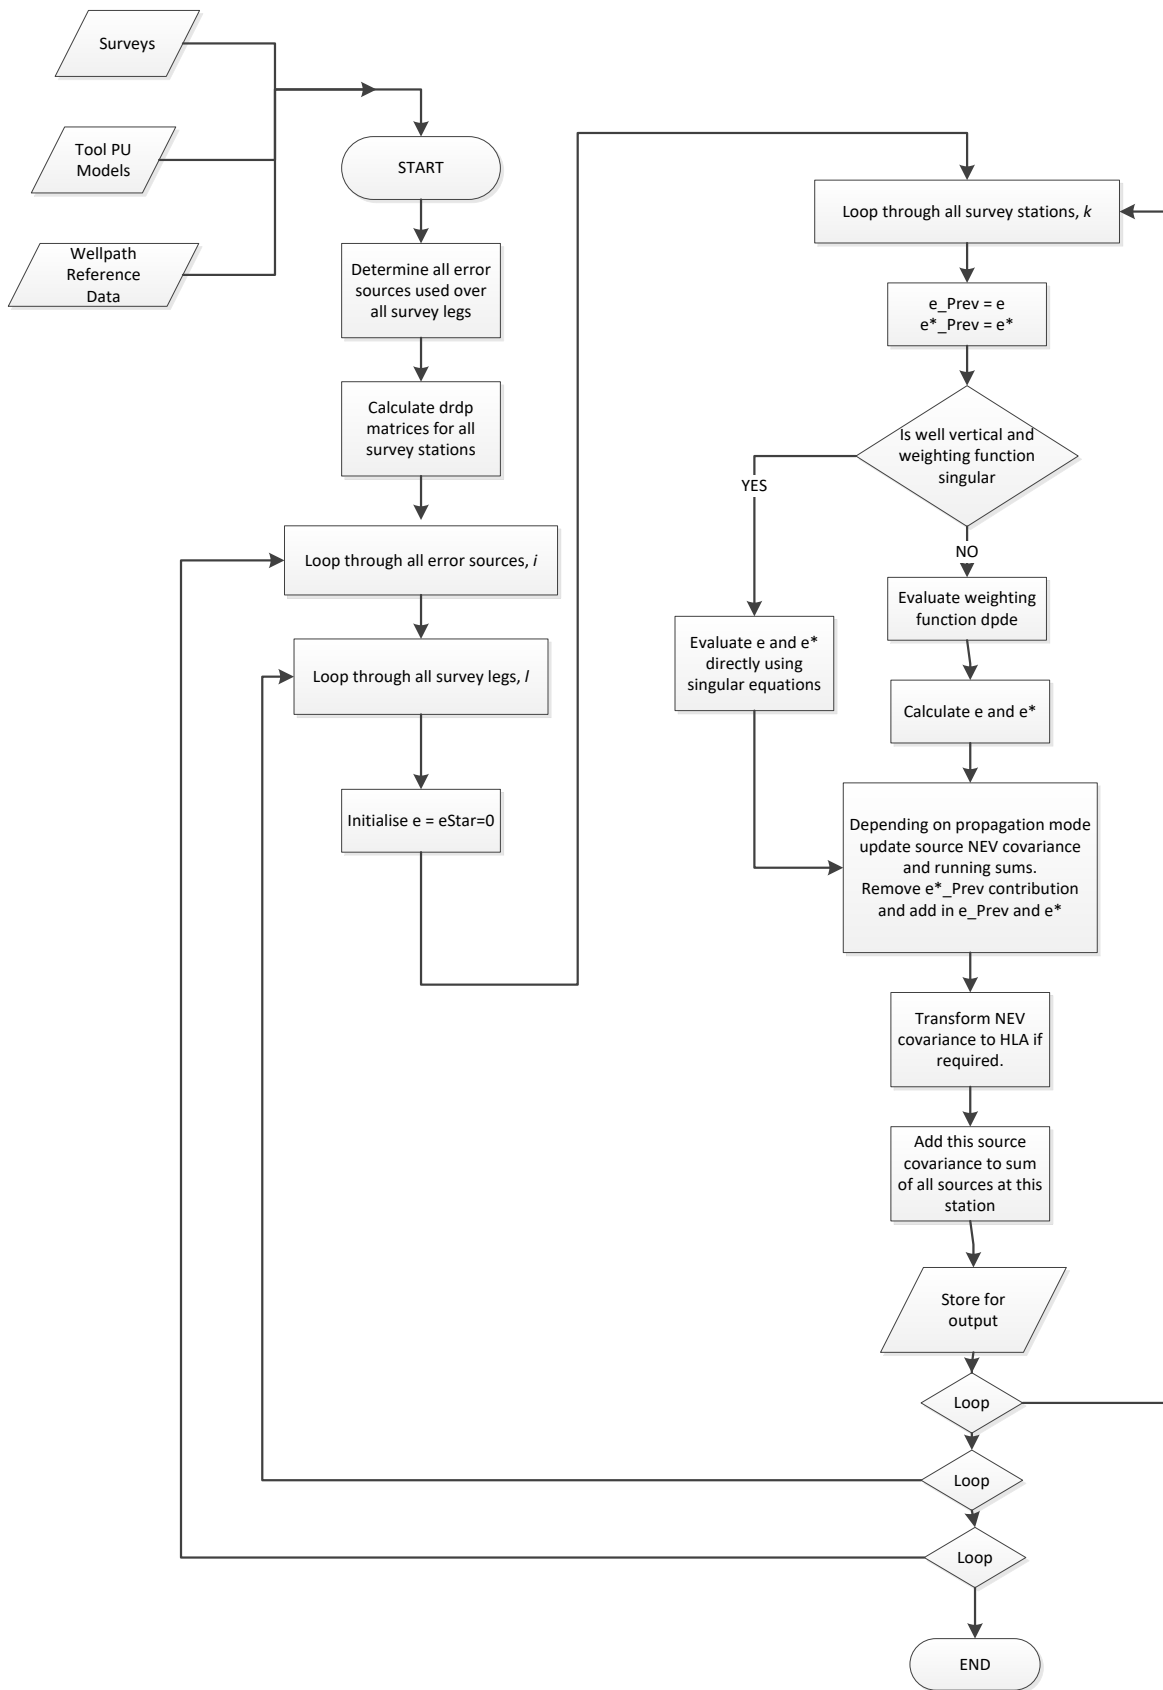 Surveys
Tool PU
Models
Wellpath
Reference
Data
START
Determine all error
sources used over
all survey legs
Calculate drdp
matrices for all
survey stations
Loop through all error sources, i
Loop through all survey legs, l
Initialise e = eStar=0
Loop through all survey stations, k
e_Prev = e
e*_Prev = e*
Is well vertical and
weighting function
singular
YES
NO
Evaluate e and e*
directly using
singular equations
Evaluate weighting
function dpde
Calculate e and e*
Depending on propagation mode
update source NEV covariance
and running sums.
Remove e*_Prev contribution
and add in e_Prev and e*
Transform NEV
covariance to HLA if
required.
Add this source
covariance to sum
of all sources at this
station
Store for
output
Loop
Loop
Loop
END